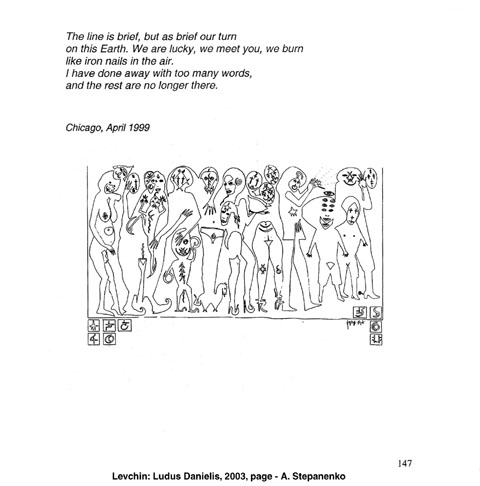 The line is brief, but as brief our turn
on this Earth. We are lucky, we meet you, we burn
like iron nails in the air.
I have done away with too many words,
and the rest are no longer there.
Chicago, April 1999
147
Levchin: Ludus Danielis, 2003, page - A. Stepanenko